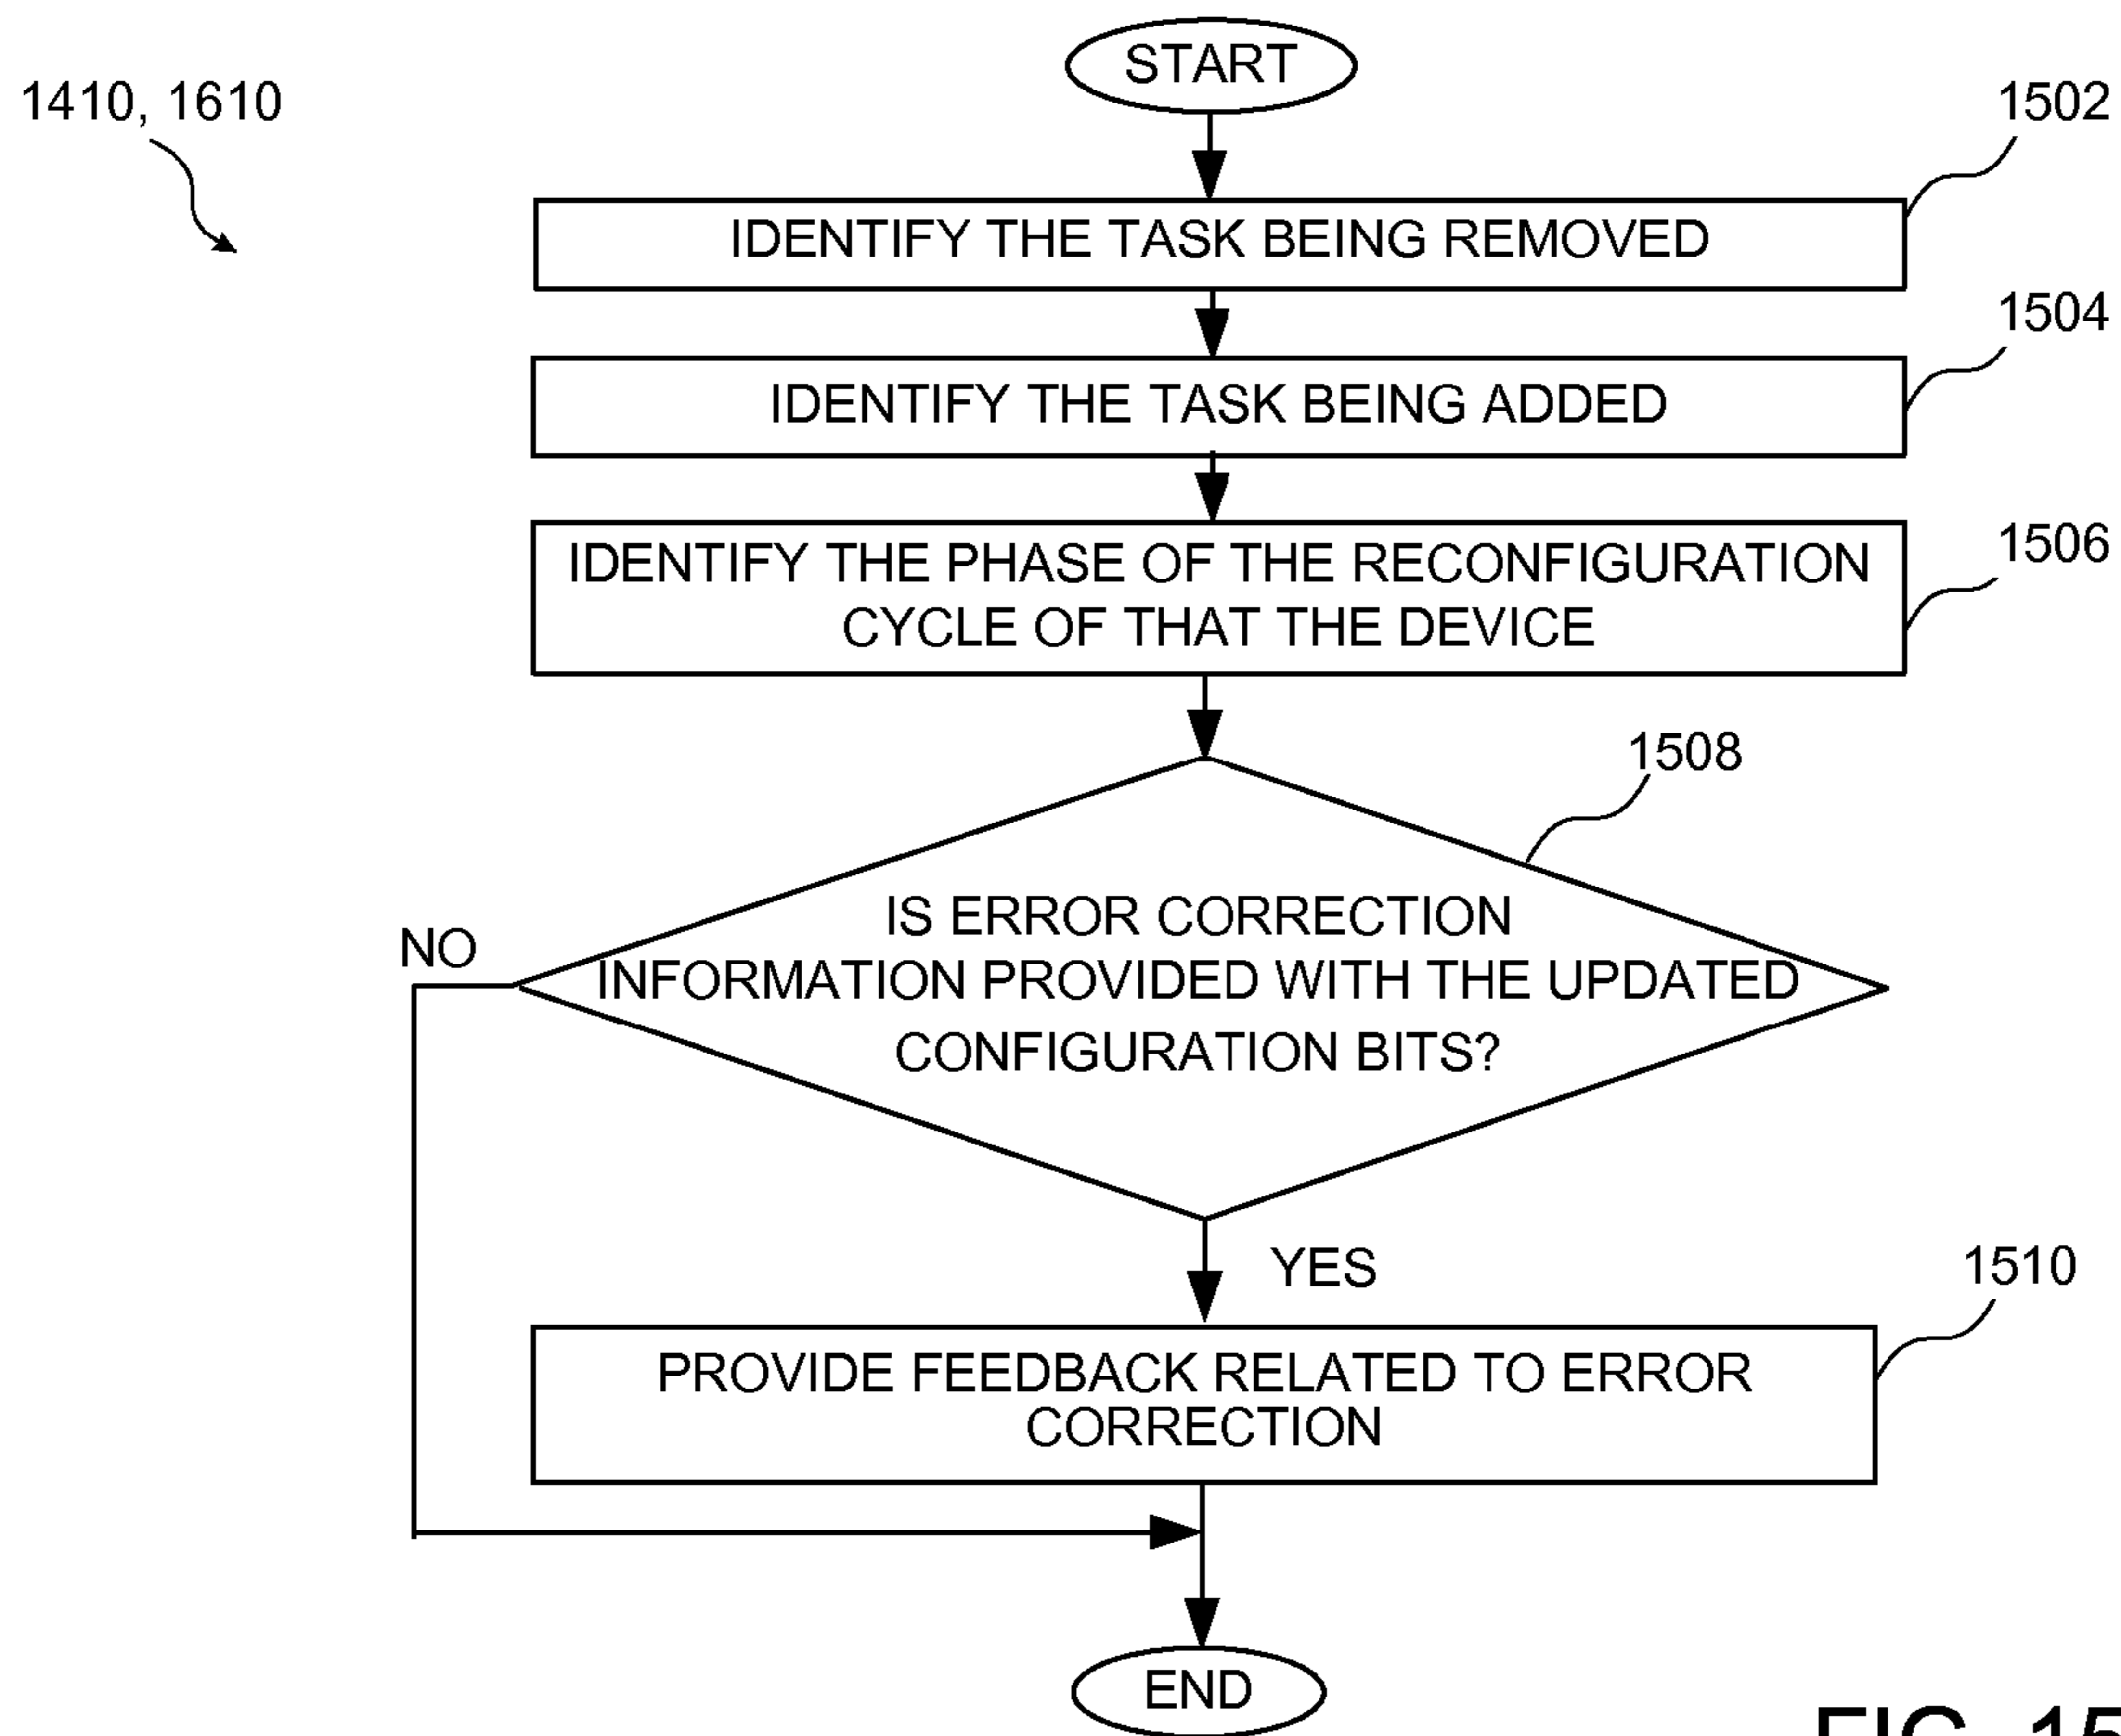 START
1410, 1610
1502
IDENTIFY THE TASK BEING REMOVED
1504
IDENTIFY THE TASK BEING ADDED
1506
IDENTIFY THE PHASE OF THE RECONFIGURATION
CYCLE OF THAT THE DEVICE
1508
IS ERROR CORRECTION
INFORMATION PROVIDED WITH THE UPDATED
CONFIGURATION BITS?
NO
YES
1510
PROVIDE FEEDBACK RELATED TO ERROR
CORRECTION
END
FIG. 15